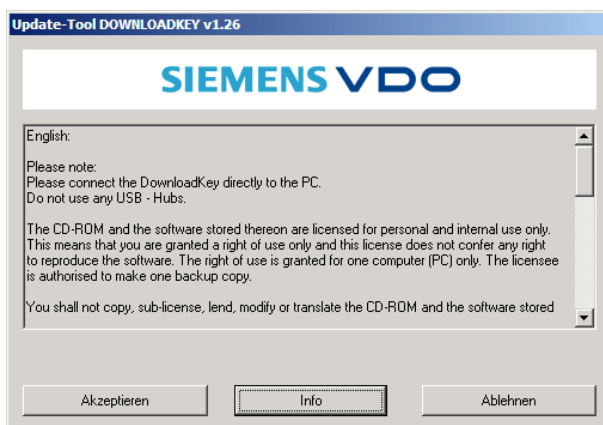 Update-Tool DOWNLOADKEY v1.26
SIEMENS VDO
English:
Please note:
Please connect the DownloadKey directly to the PC.
Do not use any USB - Hubs.
The CD-ROM and the software stored thereon are licensed for personal and internal use only.
This means that you are granted a right of use only and this license does not confer any right
to reproduce the software. The right of use is granted for one computer (PC) only. The licensee
is authorised to make one backup copy.
You shall not copy, sub-license, lend, modify or translate the CD-ROM and the software stored
Akzeptieren
Info
Ablehnen